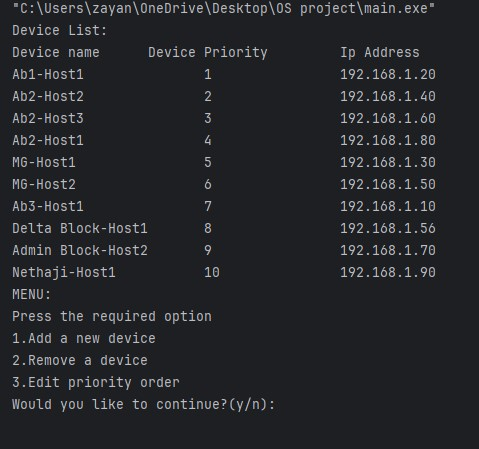 "C:\Users\zayan\OneDrive\Desktop\OS project\main.exe"
Device List:
Device name Device Priority Ip Address
Ab1-Host1 1 192.168.1.20
Ab2-Host2 2 192.168.1.40
Ab2-Host3 3 192.168.1.60
Ab2-Host1 4 192.168.1.80
MG-Host1 5 192.168.1.30
MG-Host2 6 192.168.1.50
Ab3-Host1 7 192.168.1.10
Delta Block-Host1 8 192.168.1.56
Admin Block-Host2 9 192.168.1.70
Nethaji-Host1 10 192.168.1.90
MENU:
Press the required option
1.Add a new device
2.Remove a device
3.Edit priority order
Would you like to continue?(y/n):